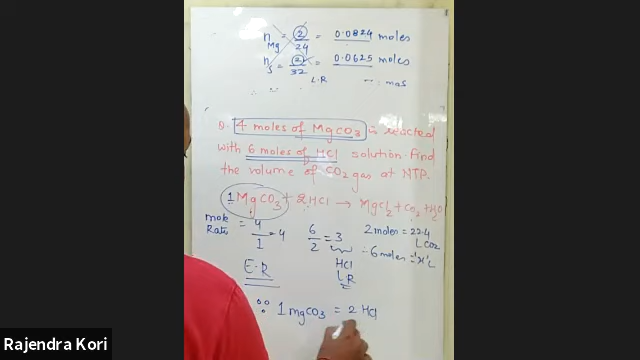 n Mg = 2/24 = 0.0824 moles
n S = 2/32 = 0.0625 moles
L.R
Q. 4 moles of MgCO3 is reacted
with 6 moles of HCl solution. find
the volume of CO2 gas at NTP.
1 MgCO3 + 2HCl → MgCl2 + CO2 + H2O
mole Ratio = 4/1 = 4 6/2 = 3 2 moles = 22.4 L CO2
∴ 6 moles = 'x' L
E.R HCl L R
∵ 1 mgCO3 = 2 HCl
Rajendra Kori